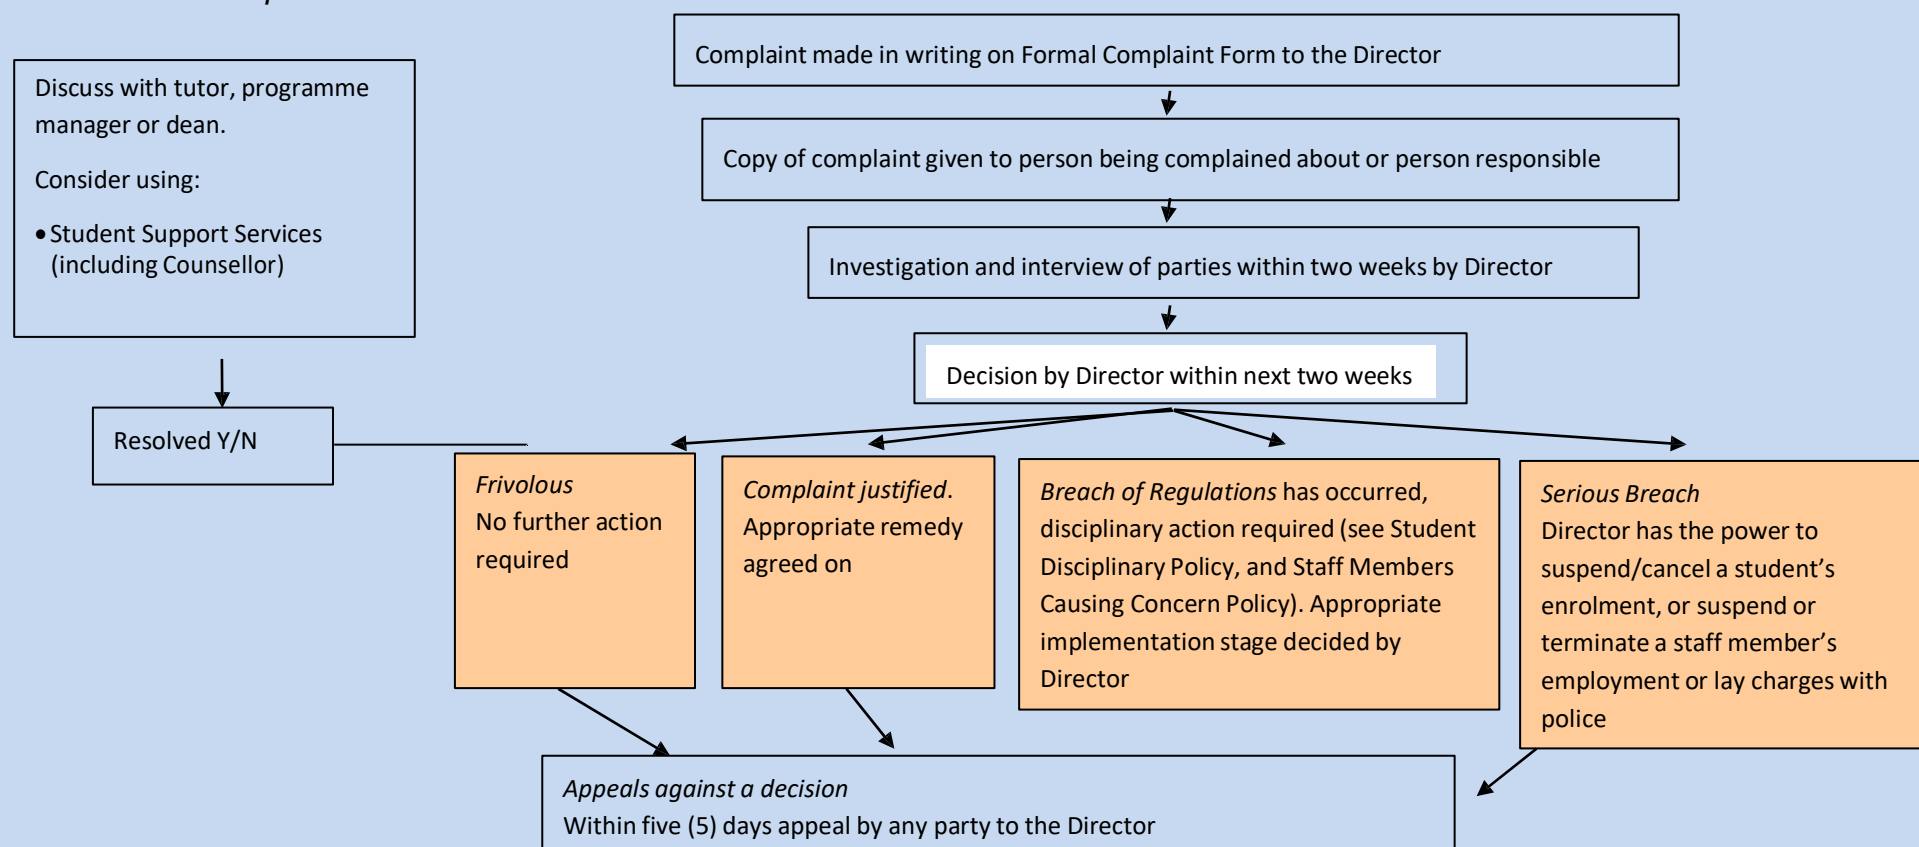 Discuss with tutor, programme
manager or dean.
Consider using:
• Student Support Services
(including Counsellor)
Resolved Y/N
Complaint made in writing on Formal Complaint Form to the Director
Copy of complaint given to person being complained about or person responsible
Investigation and interview of parties within two weeks by Director
Decision by Director within next two weeks
Frivolous
No further action
required
Complaint justified.
Appropriate remedy
agreed on
Breach of Regulations has occurred,
disciplinary action required (see Student
Disciplinary Policy, and Staff Members
Causing Concern Policy). Appropriate
implementation stage decided by
Director
Serious Breach
Director has the power to
suspend/cancel a student’s
enrolment, or suspend or
terminate a staff member’s
employment or lay charges with
police
Appeals against a decision
Within five (5) days appeal by any party to the Director